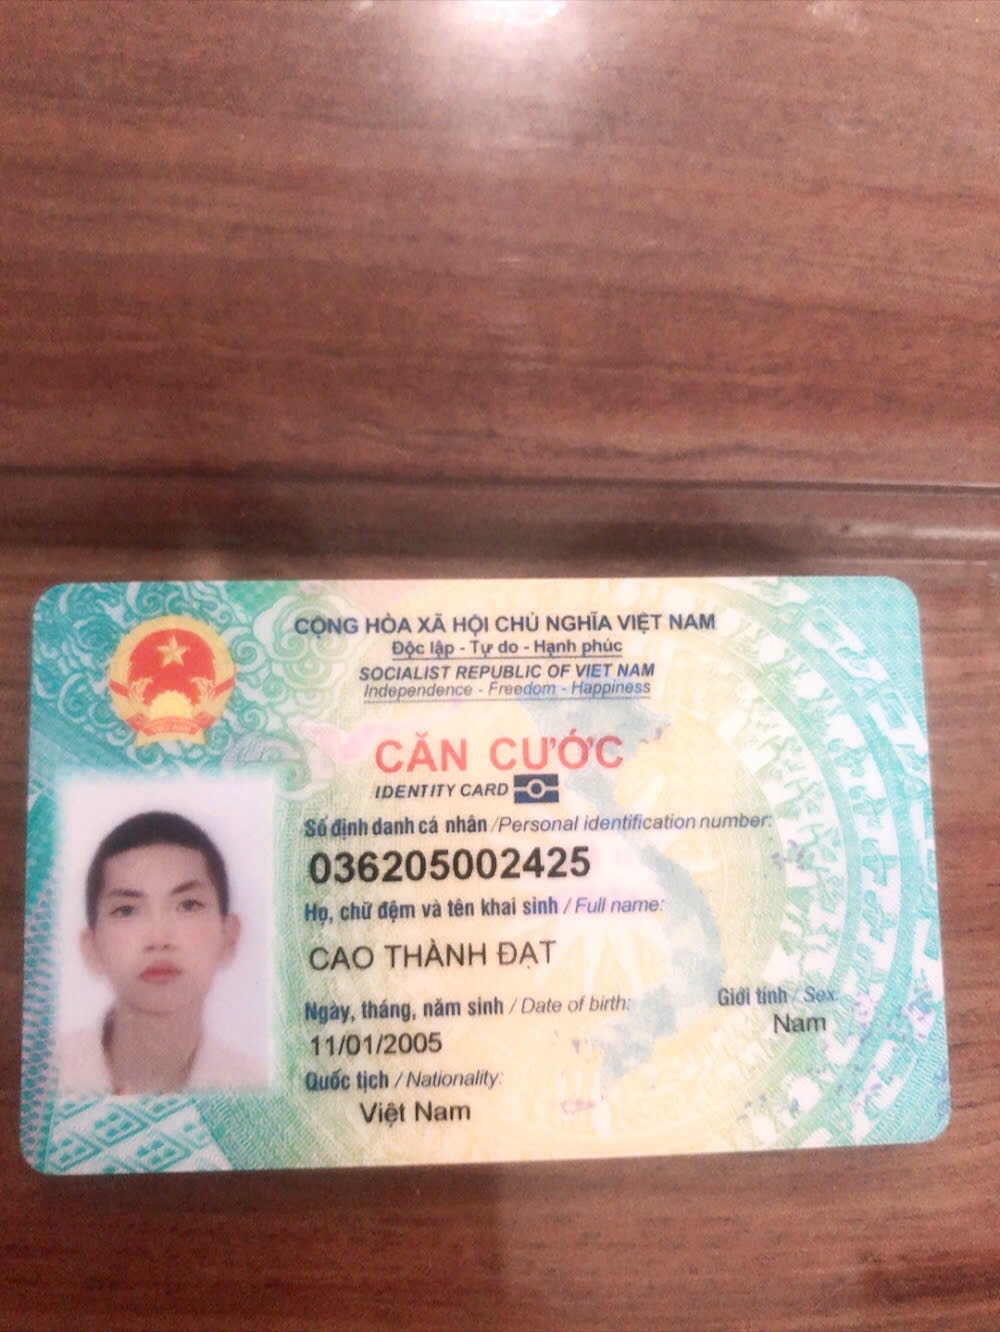 CỘNG HÒA XÃ HỘI CHỦ NGHĨA VIỆT NAM
Độc lập - Tự do - Hạnh phúc
SOCIALIST REPUBLIC OF VIET NAM
Independence - Freedom - Happiness
CĂN CƯỚC
IDENTITY CARD
Số định danh cá nhân / Personal identification number:
036205002425
Họ, chữ đệm và tên khai sinh / Full name:
CAO THÀNH ĐẠT
Ngày, tháng, năm sinh / Date of birth:
11/01/2005
Giới tính / Sex:
Nam
Quốc tịch / Nationality:
Việt Nam